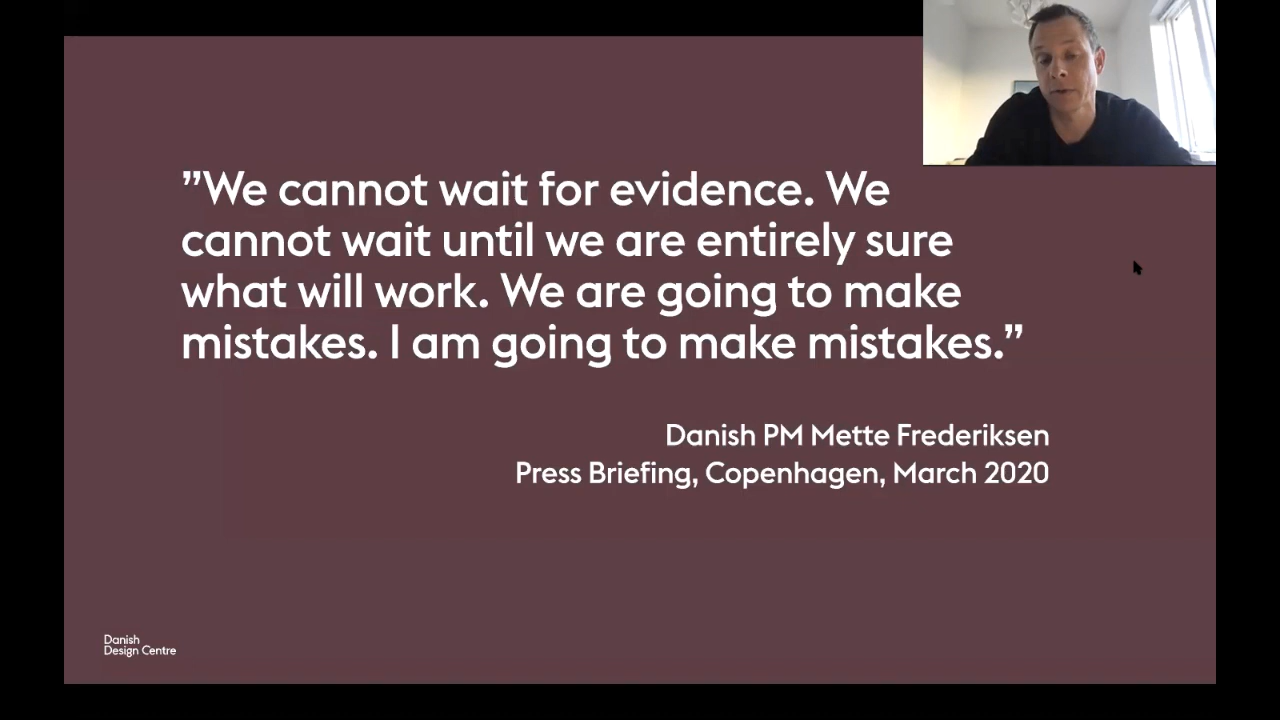 ”We cannot wait for evidence. We
cannot wait until we are entirely sure
what will work. We are going to make
mistakes. I am going to make mistakes.”
Danish PM Mette Frederiksen
Press Briefing, Copenhagen, March 2020
Danish
Design Centre